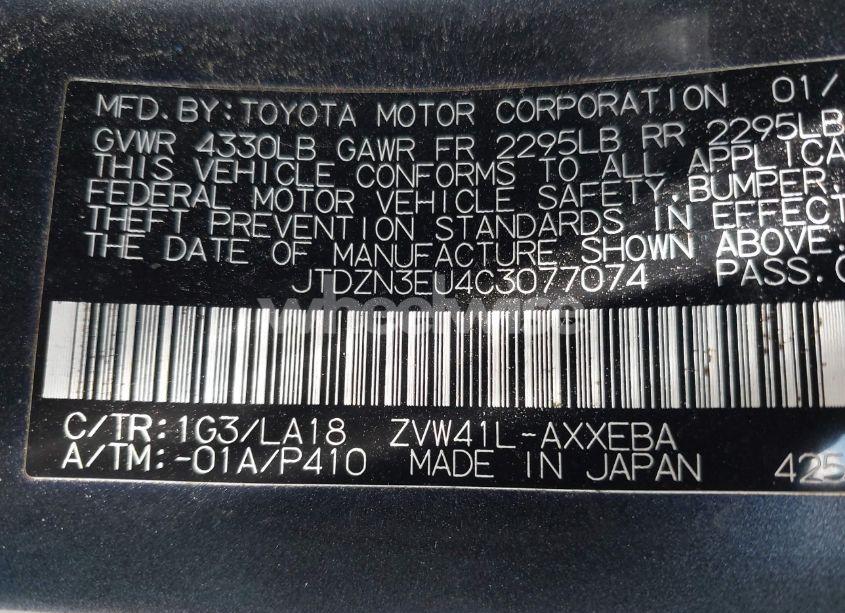 MFD. BY: TOYOTA MOTOR CORPORATION 01/
GVWR 4330LB GAWR FR 2295LB RR 2295LB
THIS VEHICLE CONFORMS TO ALL APPLICA
FEDERAL MOTOR VEHICLE SAFETY, BUMPER,
THEFT PREVENTION STANDARDS IN EFFECT
THE DATE OF MANUFACTURE SHOWN ABOVE.
JTDZN3EU4C3077074 PASS.C
wheelwise
C/TR: 1G3/LA18 ZVW41L-AXXEBA
A/TM: -01A/P410 MADE IN JAPAN 425